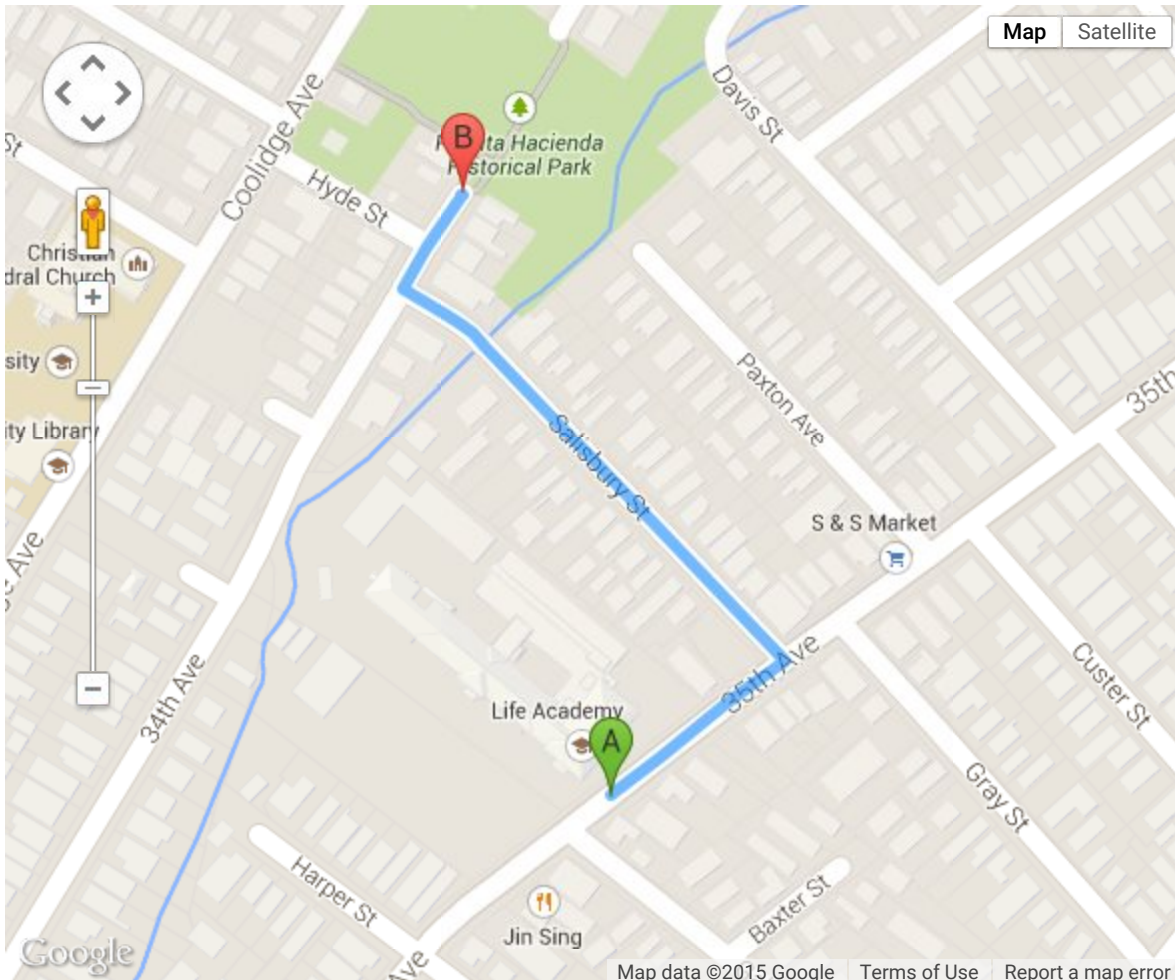 Map Satellite
Coolidge Ave
Davis St
B
Hacienda
Historical Park
St
Hyde St
Christian
dral Church
sity
ity Library
Paxton Ave
35th
Salisbury St
S & S Market
Ave
35th Ave
34th Ave
Custer St
Life Academy
A
Gray St
Harper St
Baxter St
Jin Sing
Ave
Google
Map data ©2015 Google Terms of Use Report a map error